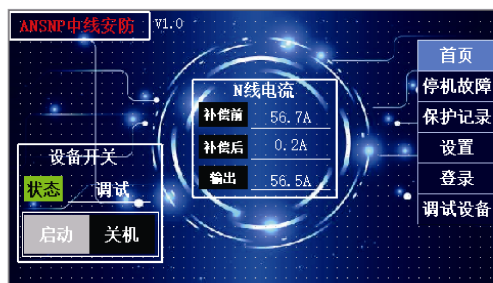 ANSNP中线安防 V1.0
首页
停机故障
保护记录
设置
登录
调试设备
N线电流
补偿前 56.7A
补偿后 0.2A
输出 56.5A
设备开关
状态 调试
启动 关机